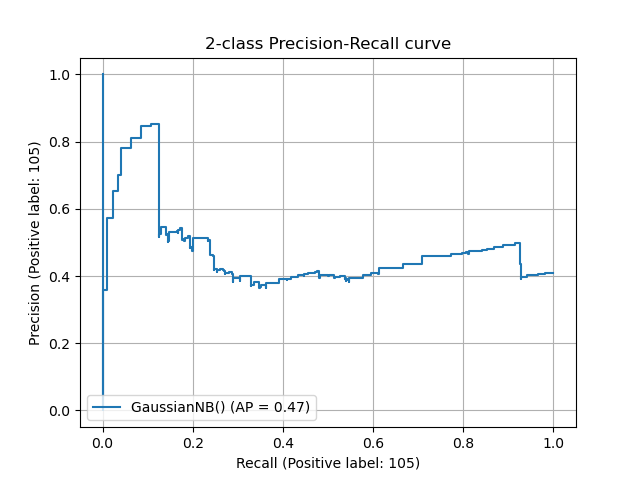 2-class Precision-Recall curve
Precision (Positive label: 105)
1.0
0.8
0.6
0.4
0.2
0.0
GaussianNB() (AP = 0.47)
0.0 0.2 0.4 0.6 0.8 1.0
Recall (Positive label: 105)